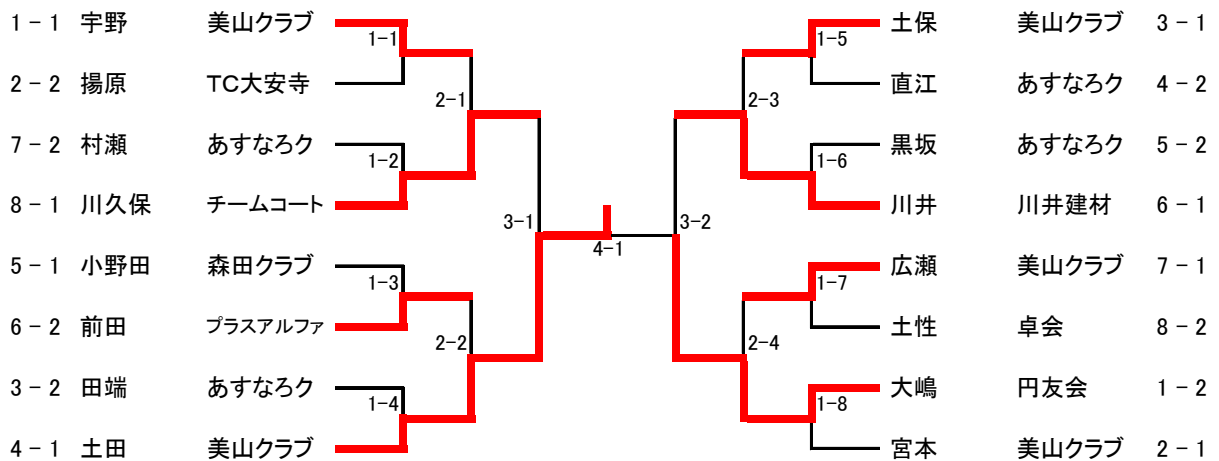 1－1 宇野 美山クラブ
1−1
2－2 揚原 TC大安寺
2−1
7－2 村瀬 あすなろク
1−2
8－1 川久保 チームコート
3−1
5－1 小野田 森田クラブ
1−3
6－2 前田 プラスアルファ
2−2
3－2 田端 あすなろク
1−4
4－1 土田 美山クラブ
4−1
土保 美山クラブ 3－1
1−5
直江 あすなろク 4－2
2−3
黒坂 あすなろク 5－2
1−6
川井 川井建材 6－1
3−2
広瀬 美山クラブ 7－1
1−7
土性 卓会 8－2
2−4
大嶋 円友会 1－2
1−8
宮本 美山クラブ 2－1